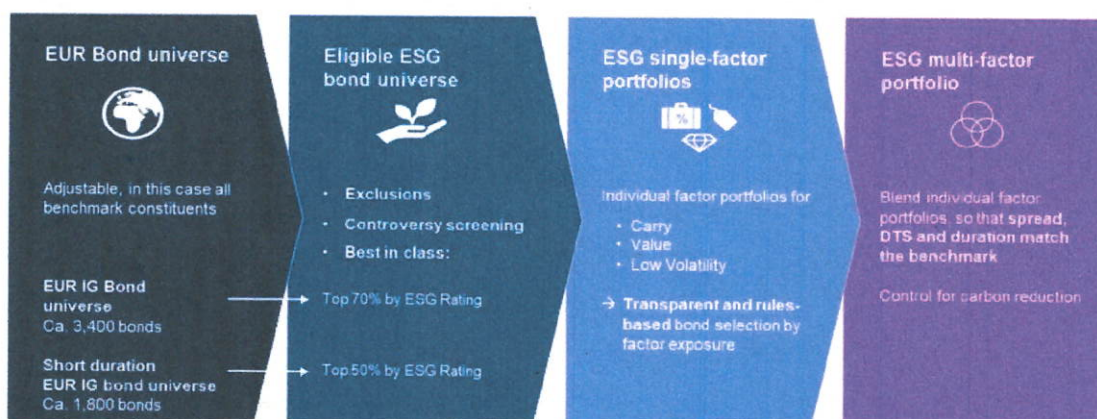 EUR Bond universe
Adjustable, in this case all
benchmark constituents
EUR IG Bond
universe
Ca. 3,400 bonds
Short duration
EUR IG bond universe
Ca. 1,800 bonds
Eligible ESG
bond universe
• Exclusions
• Controversy screening
• Best in class:
Top 70% by ESG Rating
Top 50% by ESG Rating
ESG single-factor
portfolios
%
Individual factor portfolios for
• Carry
• Value
• Low Volatility
→ Transparent and rules-
based bond selection by
factor exposure
ESG multi-factor
portfolio
Blend individual factor
portfolios, so that spread,
DTS and duration match
the benchmark
Control for carbon reduction